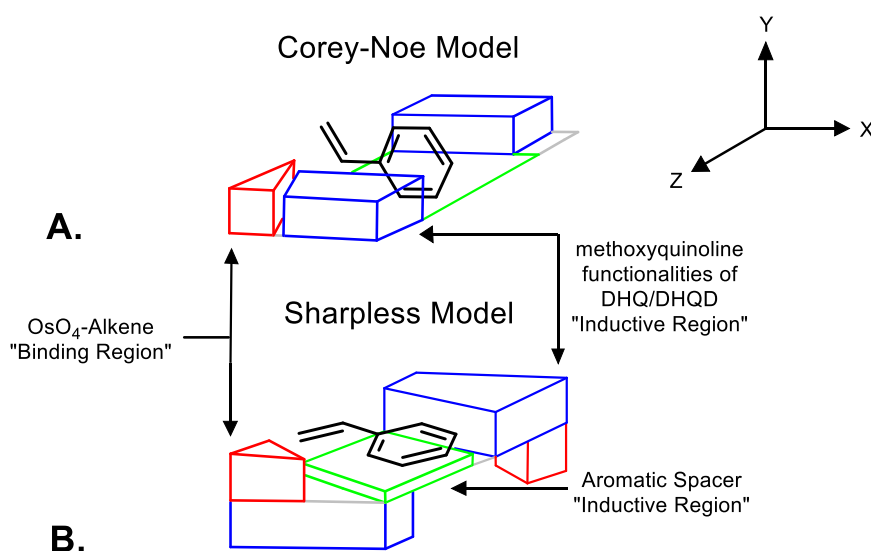 Corey-Noe Model
Y
X
Z
A.
methoxyquinoline
functionalities of
DHQ/DHQD
"Inductive Region"
Sharpless Model
OsO₄-Alkene
"Binding Region"
Aromatic Spacer
"Inductive Region"
B.